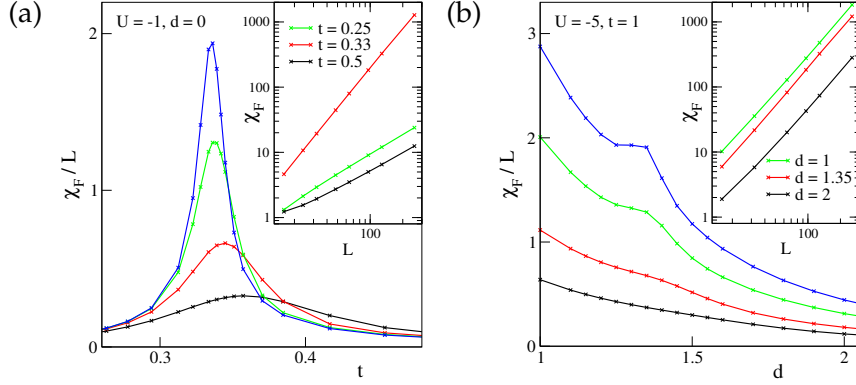 (a)
U = -1, d = 0
χF / L
2
1
0
0.3
0.4
t
χF
1000
100
10
1
100
L
t = 0.25
t = 0.33
t = 0.5
(b)
U = -5, t = 1
χF / L
3
2
1
0
1
1.5
2
d
χF
1000
100
10
1
100
L
d = 1
d = 1.35
d = 2